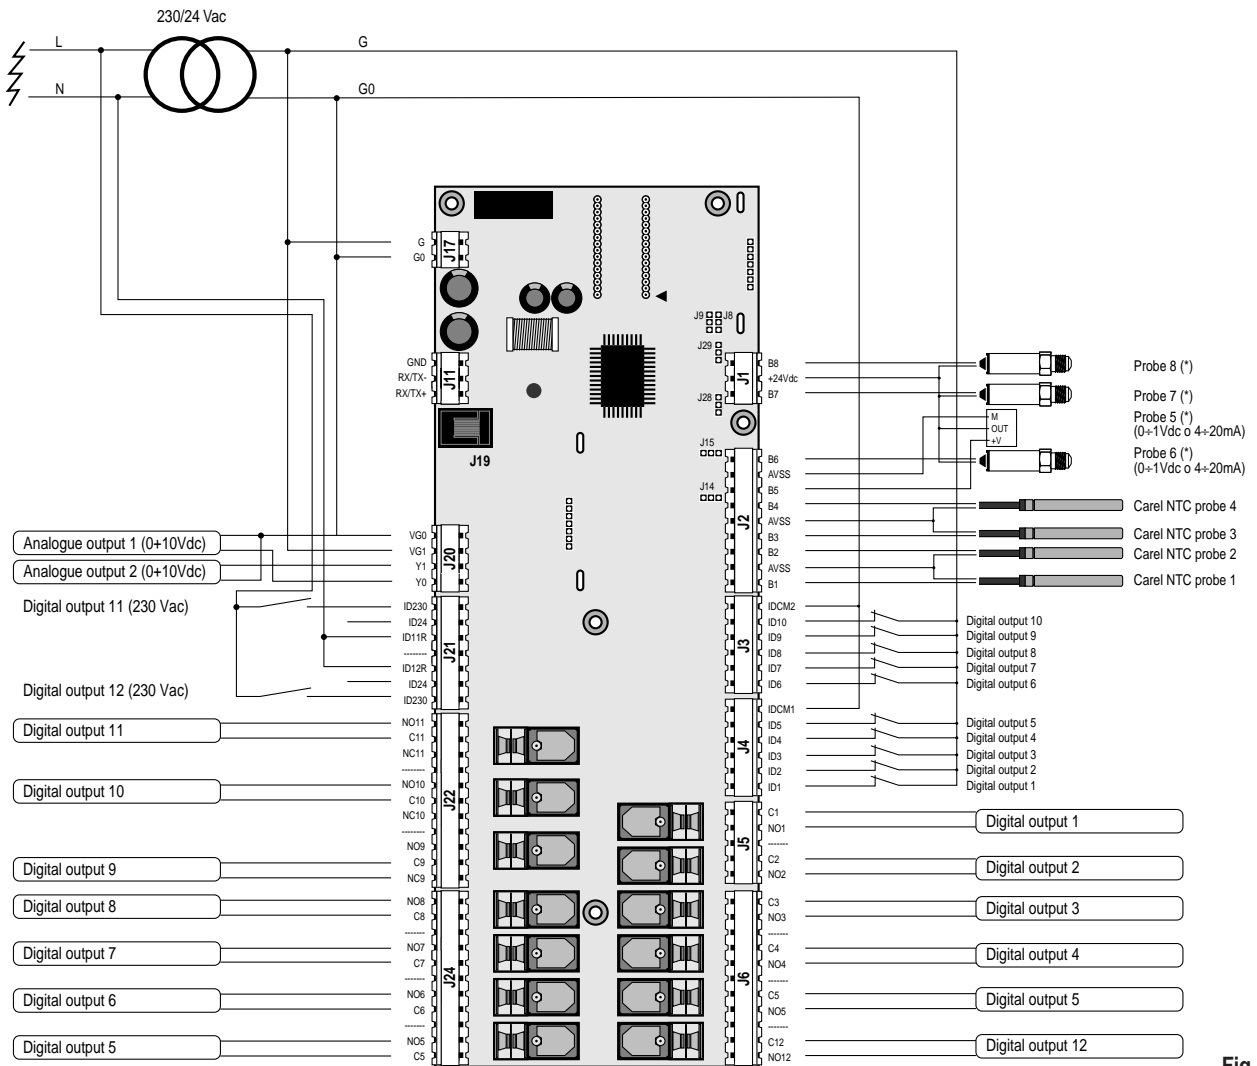 230/24 Vac
L
G
N
G0
G
G0
J17
J9
J8
J29
GND
RX/TX-
RX/TX+
J11
J1
B8
+24Vdc
B7
J28
J19
J15
J14
Probe 8 (*)
Probe 7 (*)
M
OUT
+V
Probe 5 (*)
(0÷1Vdc o 4÷20mA)
Probe 6 (*)
(0÷1Vdc o 4÷20mA)
B6
AVSS
B5
B4
AVSS
B3
B2
AVSS
B1
J2
Carel NTC probe 4
Carel NTC probe 3
Carel NTC probe 2
Carel NTC probe 1
Analogue output 1 (0+10Vdc)
Analogue output 2 (0+10Vdc)
VG0
VG1
Y1
Y0
J20
Digital output 11 (230 Vac)
Digital output 12 (230 Vac)
ID230
ID24
ID11R
--------
ID12R
ID24
ID230
J21
IDCM2
ID10
ID9
ID8
ID7
ID6
J3
Digital output 10
Digital output 9
Digital output 8
Digital output 7
Digital output 6
IDCM1
ID5
ID4
ID3
ID2
ID1
J4
Digital output 5
Digital output 4
Digital output 3
Digital output 2
Digital output 1
Digital output 11
Digital output 10
Digital output 9
NO11
C11
NC11
--------
NO10
C10
NC10
--------
NO9
C9
NC9
J22
C1
NO1
-------
C2
NO2
J5
Digital output 1
Digital output 2
Digital output 8
Digital output 7
Digital output 6
Digital output 5
NO8
C8
-------
NO7
C7
-------
NO6
C6
-------
NO5
C5
J24
C3
NO3
-------
C4
NO4
-------
C5
NO5
-------
C12
NO12
J6
Digital output 3
Digital output 4
Digital output 5
Digital output 12
Fig